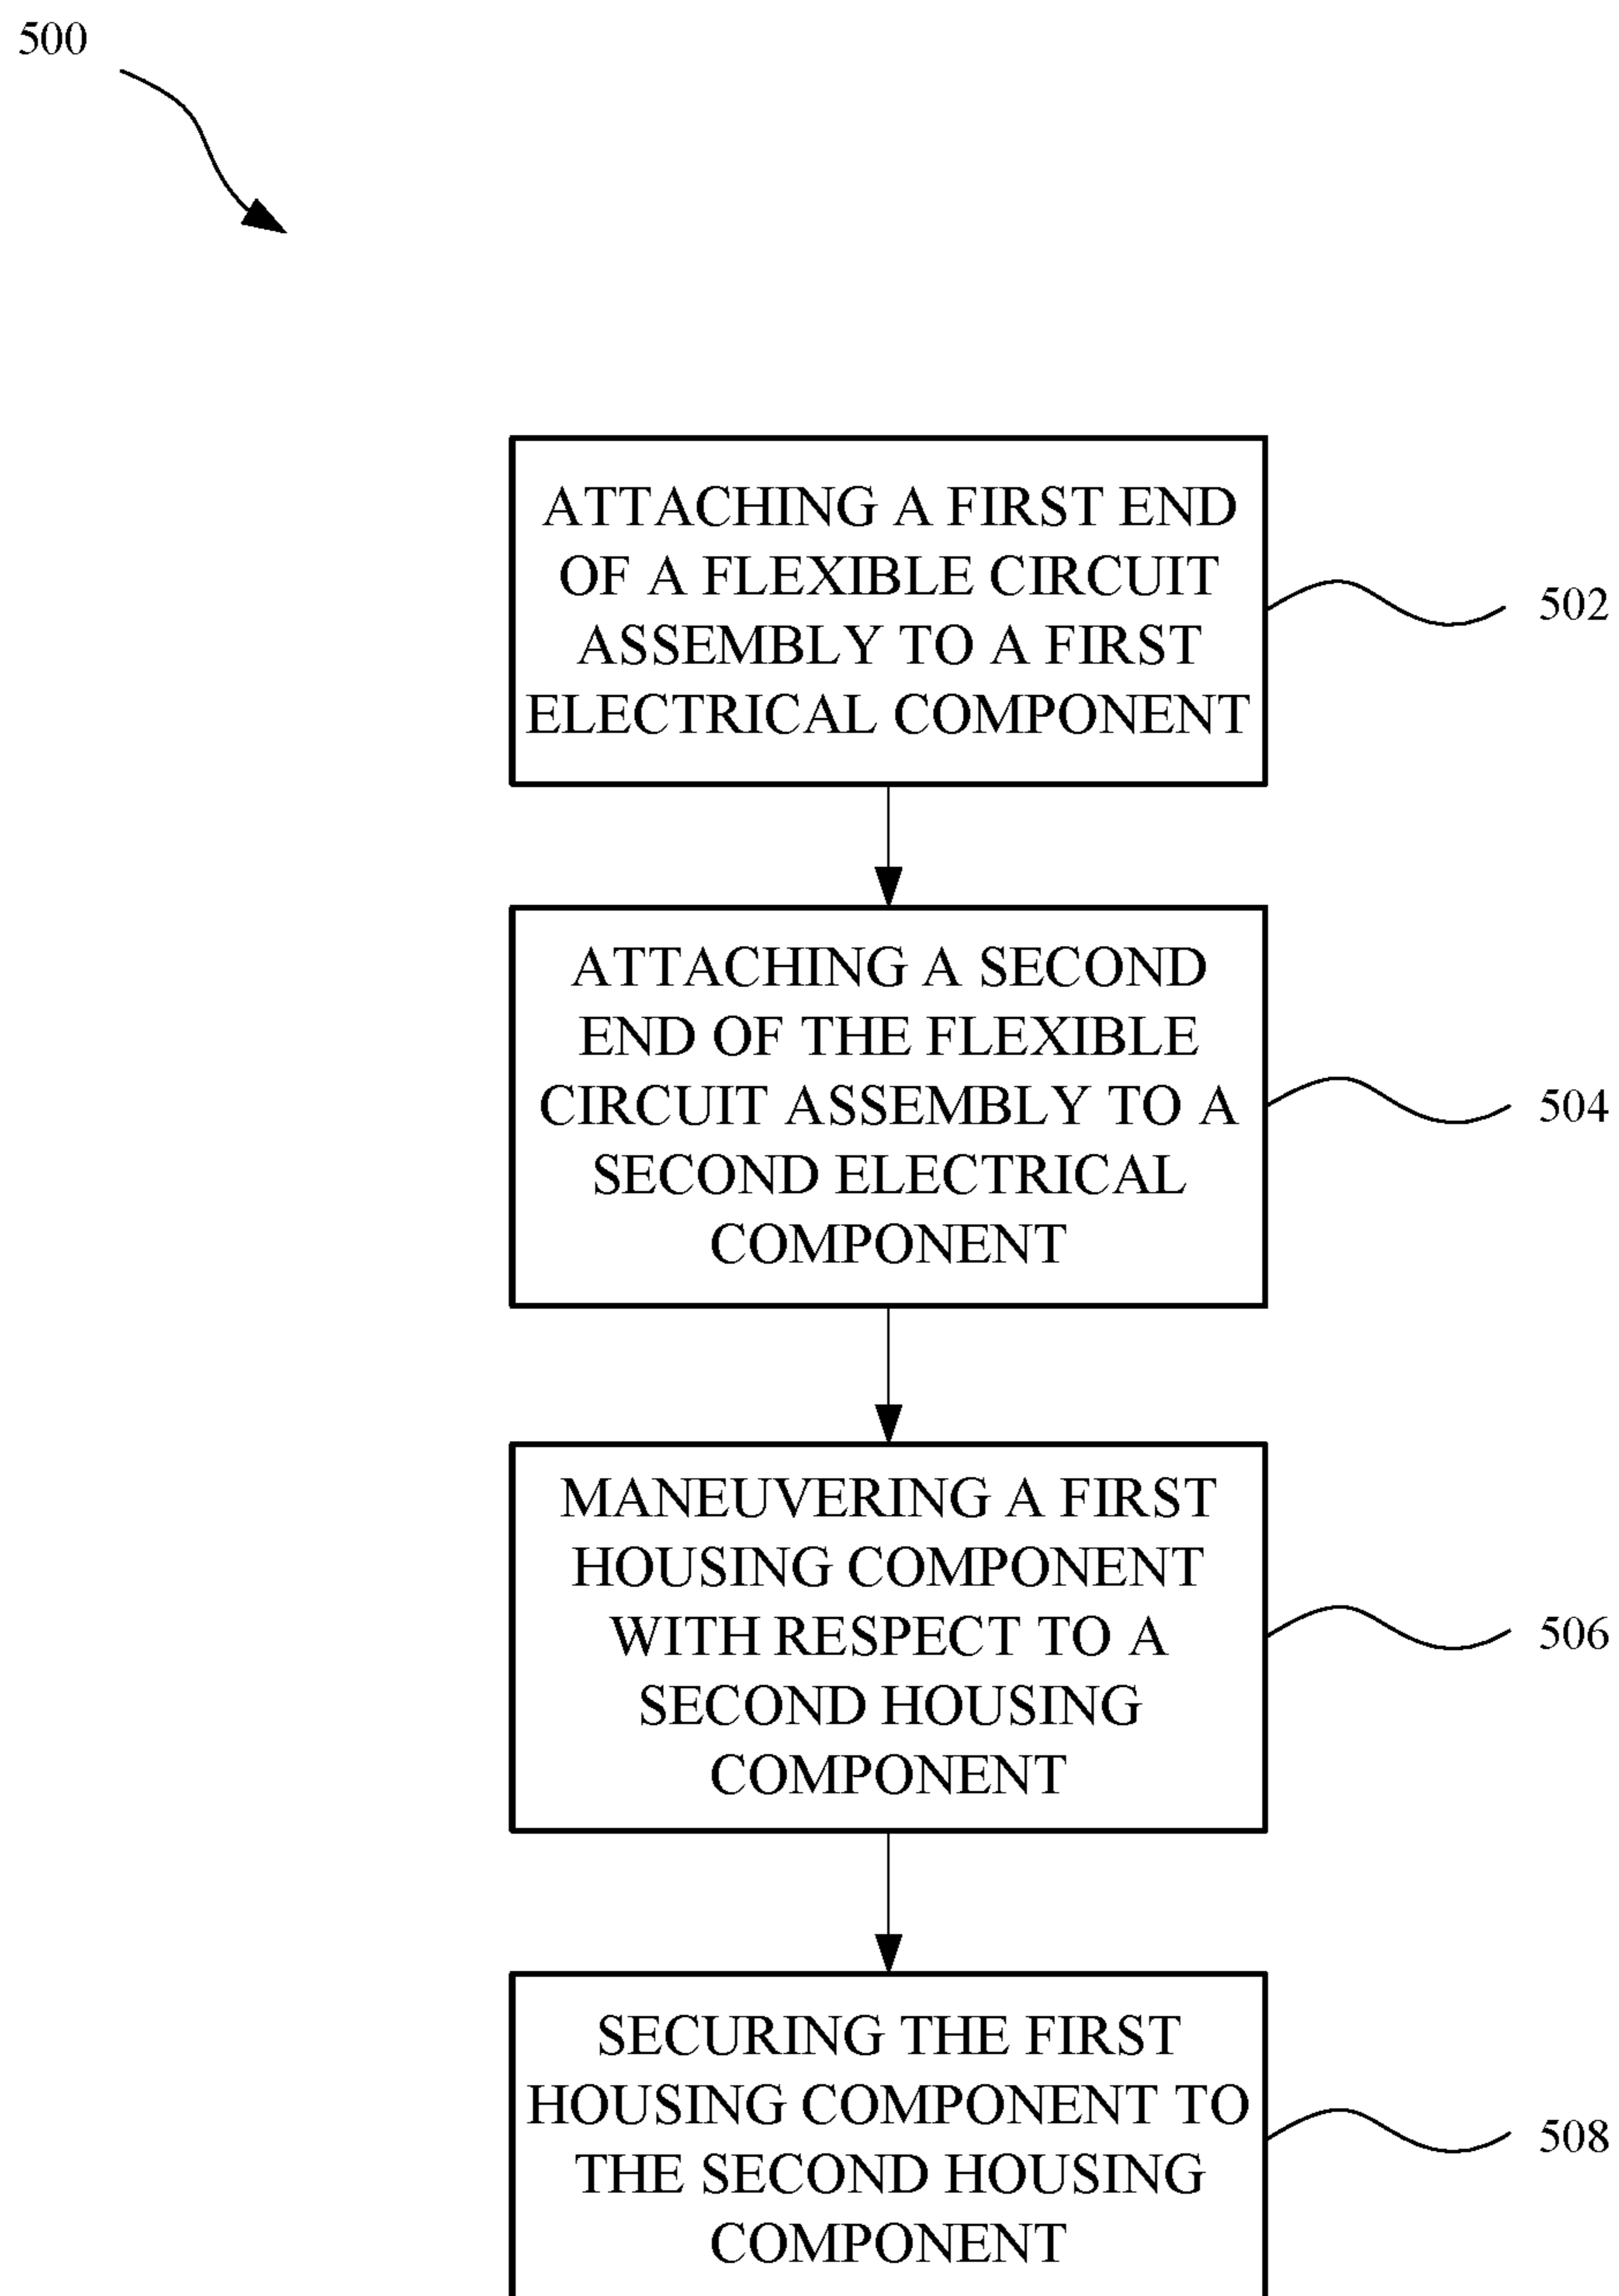 500
ATTACHING A FIRST END
OF A FLEXIBLE CIRCUIT
ASSEMBLY TO A FIRST
ELECTRICAL COMPONENT
502
ATTACHING A SECOND
END OF THE FLEXIBLE
CIRCUIT ASSEMBLY TO A
SECOND ELECTRICAL
COMPONENT
504
MANEUVERING A FIRST
HOUSING COMPONENT
WITH RESPECT TO A
SECOND HOUSING
COMPONENT
506
SECURING THE FIRST
HOUSING COMPONENT TO
THE SECOND HOUSING
COMPONENT
508